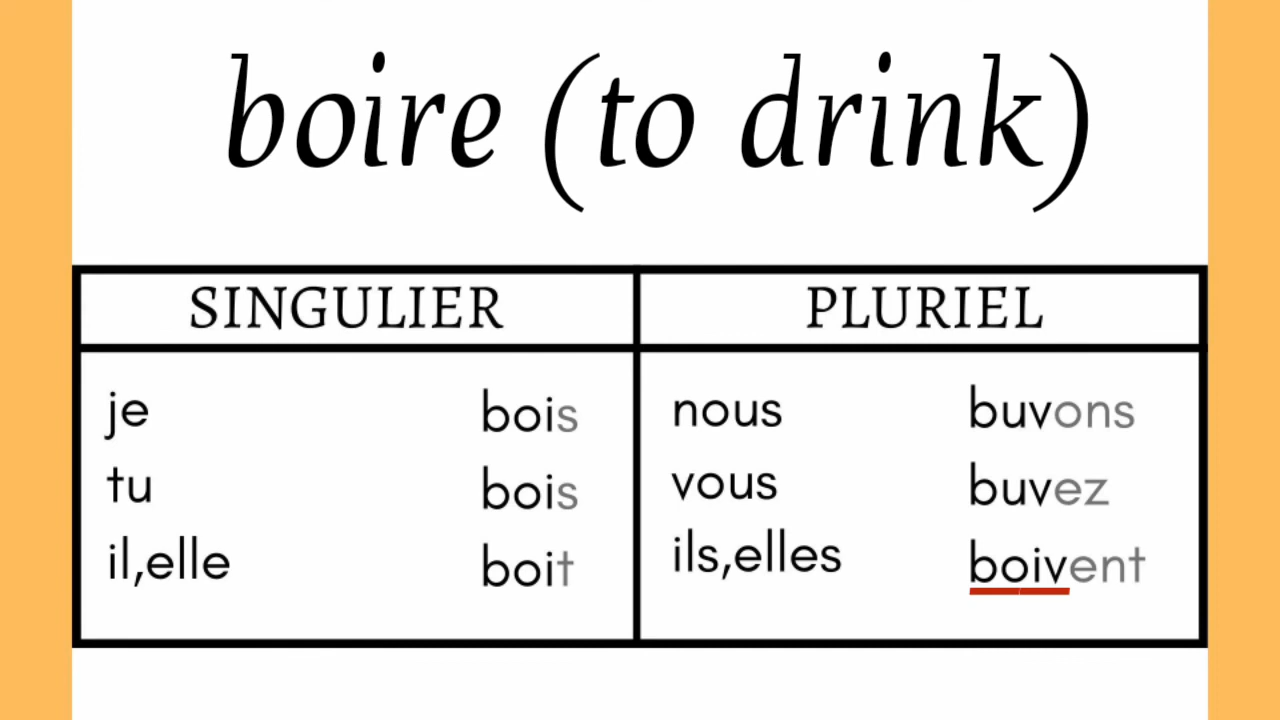 boire (to drink)
SINGULIER PLURIEL
je bois nous buvons
tu bois vous buvez
il,elle boit ils,elles boivent